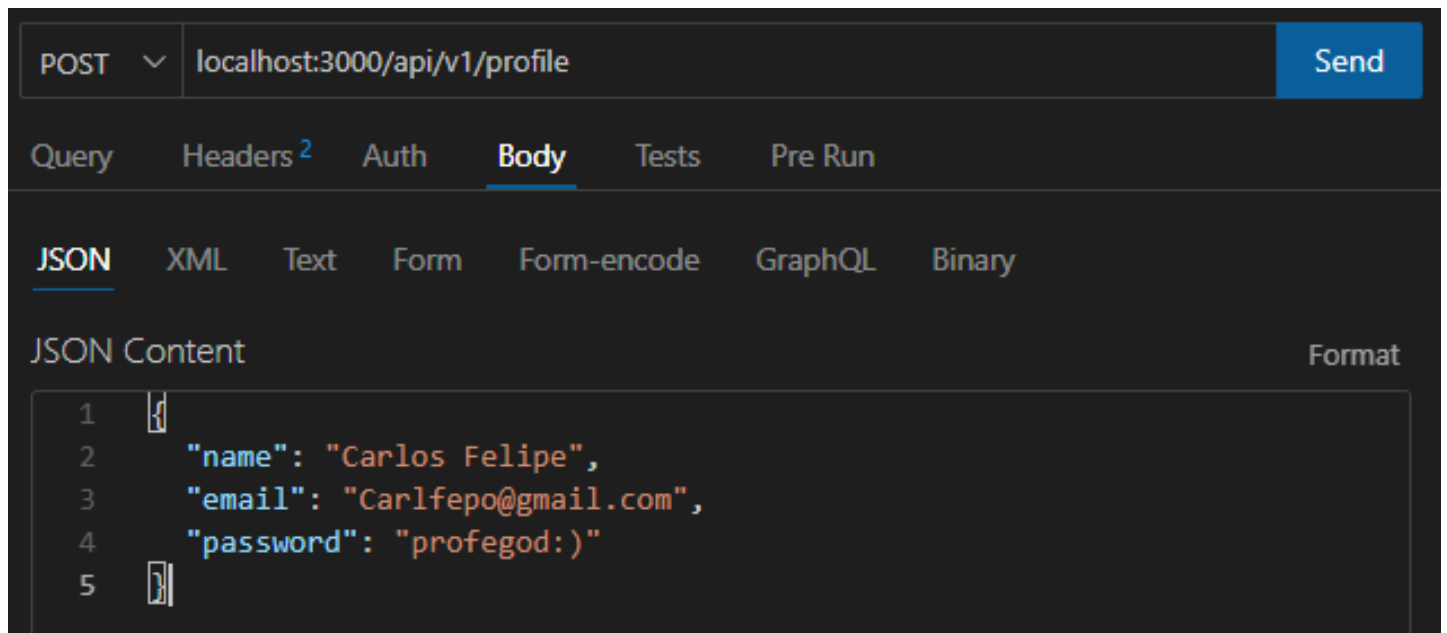 POST localhost:3000/api/v1/profile Send
Query Headers 2 Auth Body Tests Pre Run
JSON XML Text Form Form-encode GraphQL Binary
JSON Content Format
1 {
2 "name": "Carlos Felipe",
3 "email": "Carlfepo@gmail.com",
4 "password": "profegod:)"
5 }